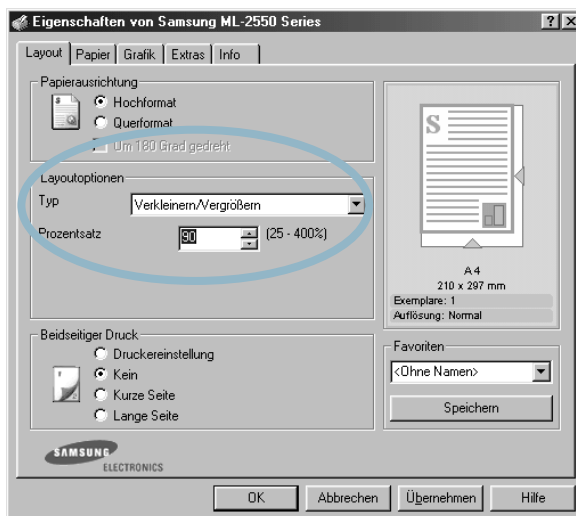 Eigenschaften von Samsung ML-2550 Series
Layout Papier Grafik Extras Info
Papierausrichtung
Hochformat
Querformat
Um 180 Grad gedreht
Layoutoptionen
Typ Verkleinern/Vergrößern
Prozentsatz 90 (25 - 400%)
S
A4
210 x 297 mm
Exemplare: 1
Auflösung: Normal
Beidseitiger Druck
Druckereinstellung
Kein
Kurze Seite
Lange Seite
Favoriten
<Ohne Namen>
Speichern
SAMSUNG
ELECTRONICS
OK Abbrechen Übernehmen Hilfe